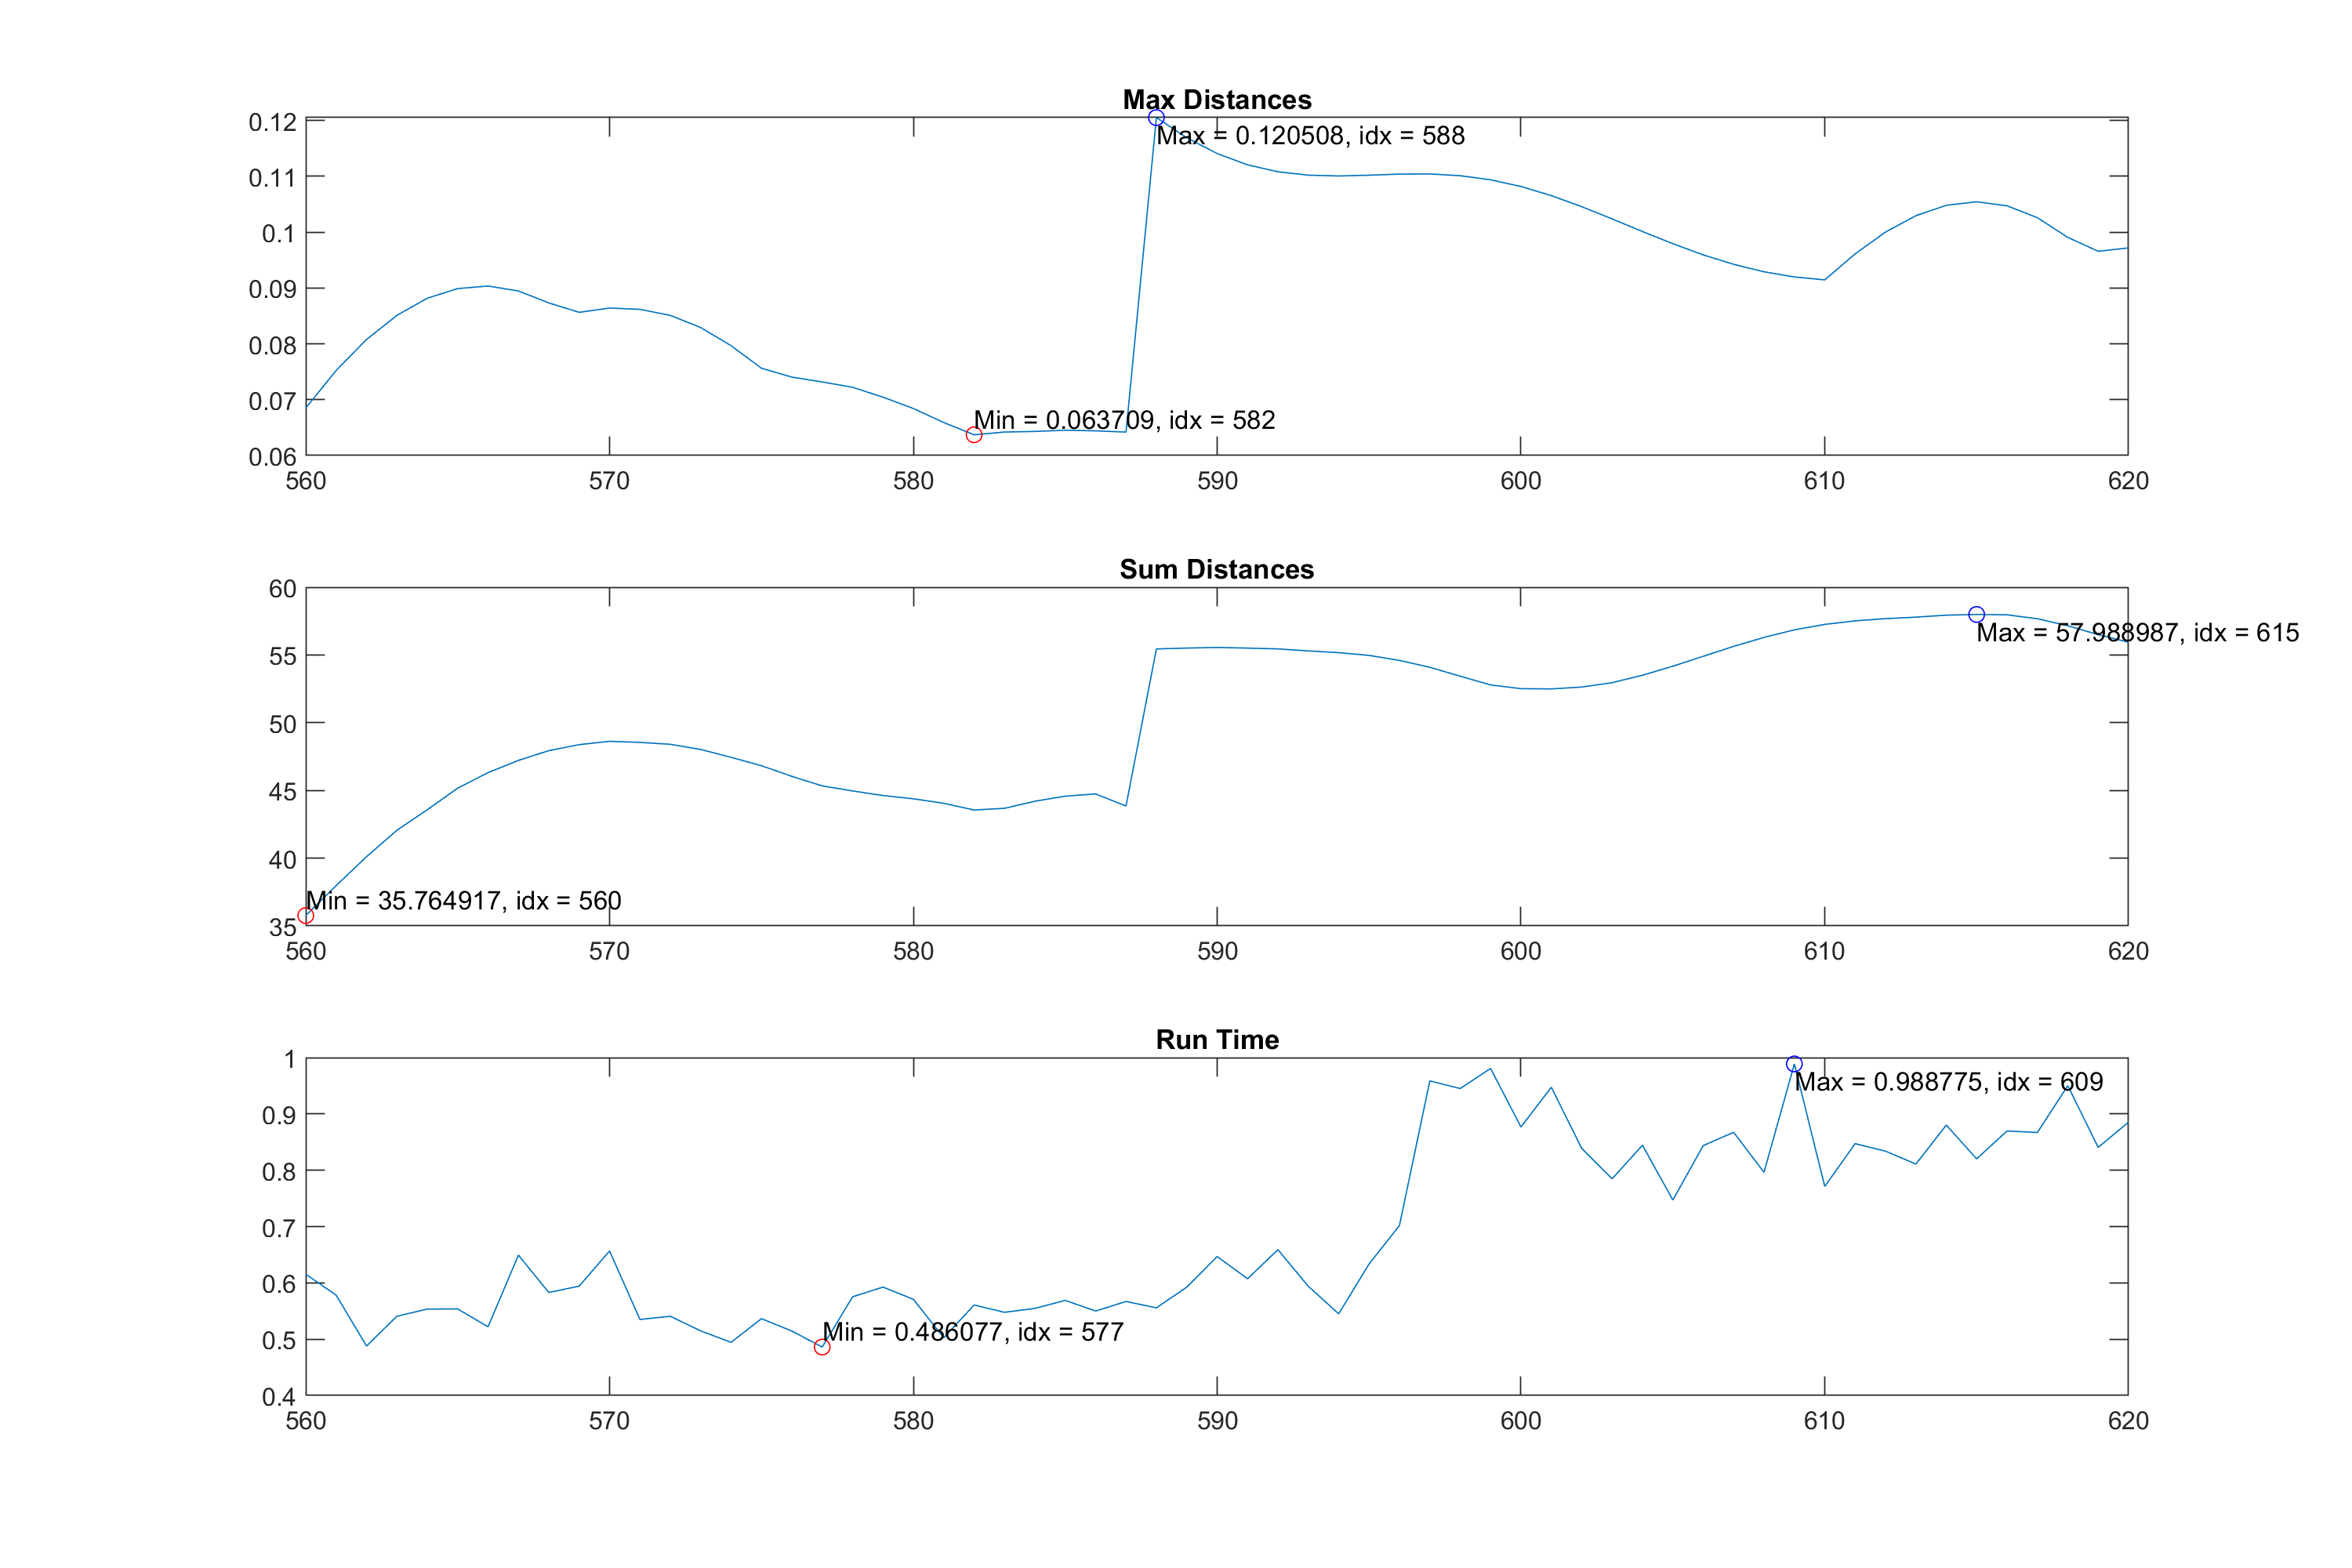 Max Distances
0.12
0.11
0.1
0.09
0.08
0.07
0.06
Max = 0.120508, idx = 588
Min = 0.063709, idx = 582
560 570 580 590 600 610 620
Sum Distances
60
55
50
45
40
35
Max = 57.988987, idx = 615
Min = 35.764917, idx = 560
560 570 580 590 600 610 620
Run Time
1
0.9
0.8
0.7
0.6
0.5
0.4
Max = 0.988775, idx = 609
Min = 0.486077, idx = 577
560 570 580 590 600 610 620